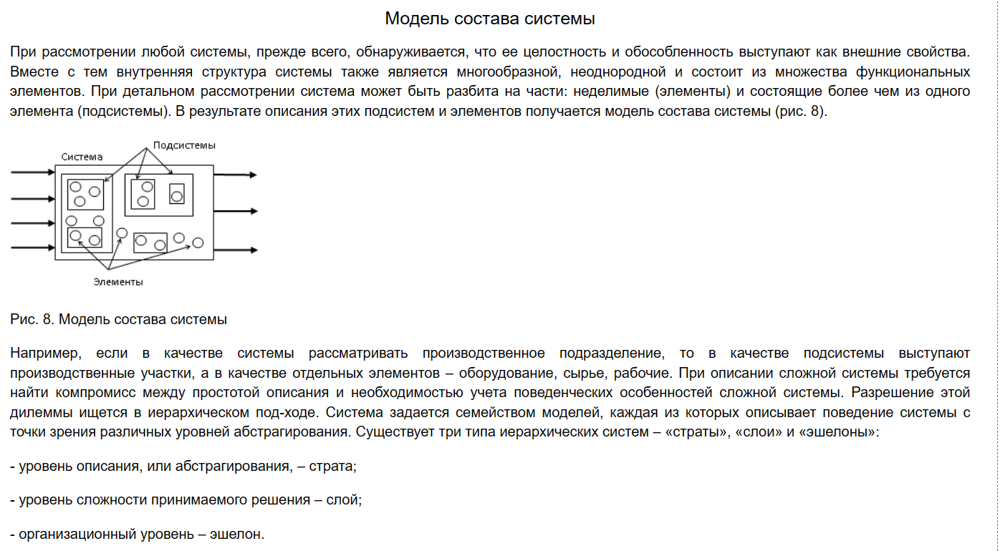 Модель состава системы
При рассмотрении любой системы, прежде всего, обнаруживается, что ее целостность и обособленность выступают как внешние свойства.
Вместе с тем внутренняя структура системы также является многообразной, неоднородной и состоит из множества функциональных
элементов. При детальном рассмотрении система может быть разбита на части: неделимые (элементы) и состоящие более чем из одного
элемента (подсистемы). В результате описания этих подсистем и элементов получается модель состава системы (рис. 8).
Подсистемы
Система
Элементы
Рис. 8. Модель состава системы
Например, если в качестве системы рассматривать производственное подразделение, то в качестве подсистемы выступают
производственные участки, а в качестве отдельных элементов – оборудование, сырье, рабочие. При описании сложной системы требуется
найти компромисс между простотой описания и необходимостью учета поведенческих особенностей сложной системы. Разрешение этой
дилеммы ищется в иерархическом под-ходе. Система задается семейством моделей, каждая из которых описывает поведение системы с
точки зрения различных уровней абстрагирования. Существует три типа иерархических систем – «страты», «слои» и «эшелоны»:
- уровень описания, или абстрагирования, – страта;
- уровень сложности принимаемого решения – слой;
- организационный уровень – эшелон.